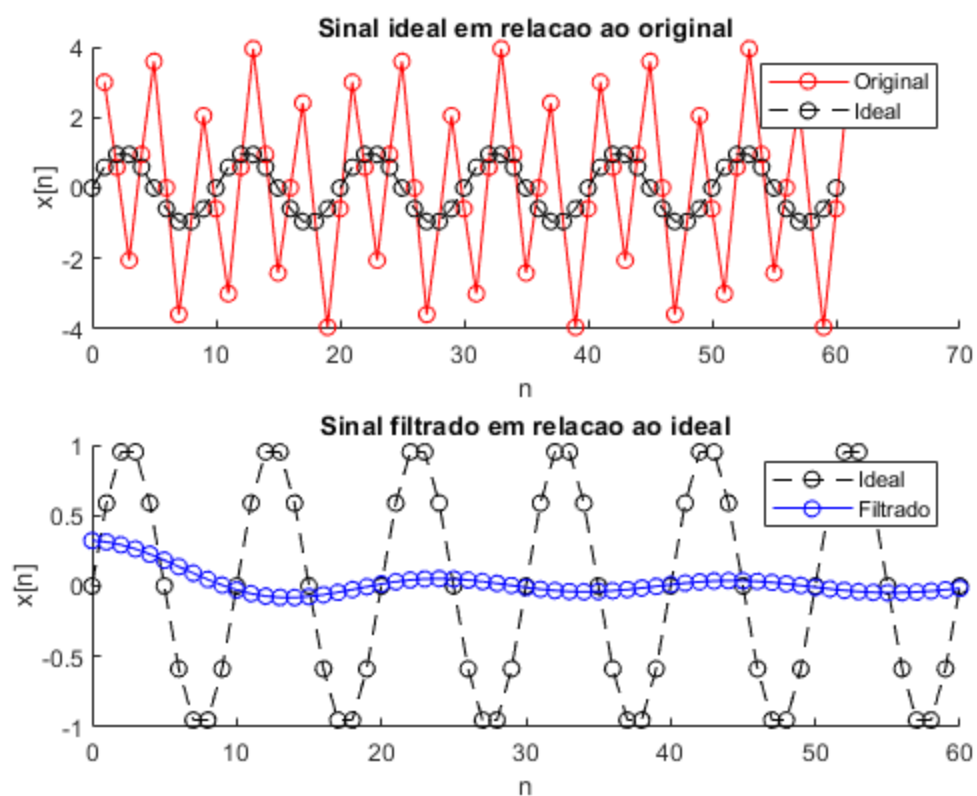 Sinal ideal em relacao ao original
4
2
0
-2
-4
x[n]
Original
Ideal
0 10 20 30 40 50 60 70
n
Sinal filtrado em relacao ao ideal
1
0.5
0
-0.5
-1
x[n]
Ideal
Filtrado
0 10 20 30 40 50 60
n